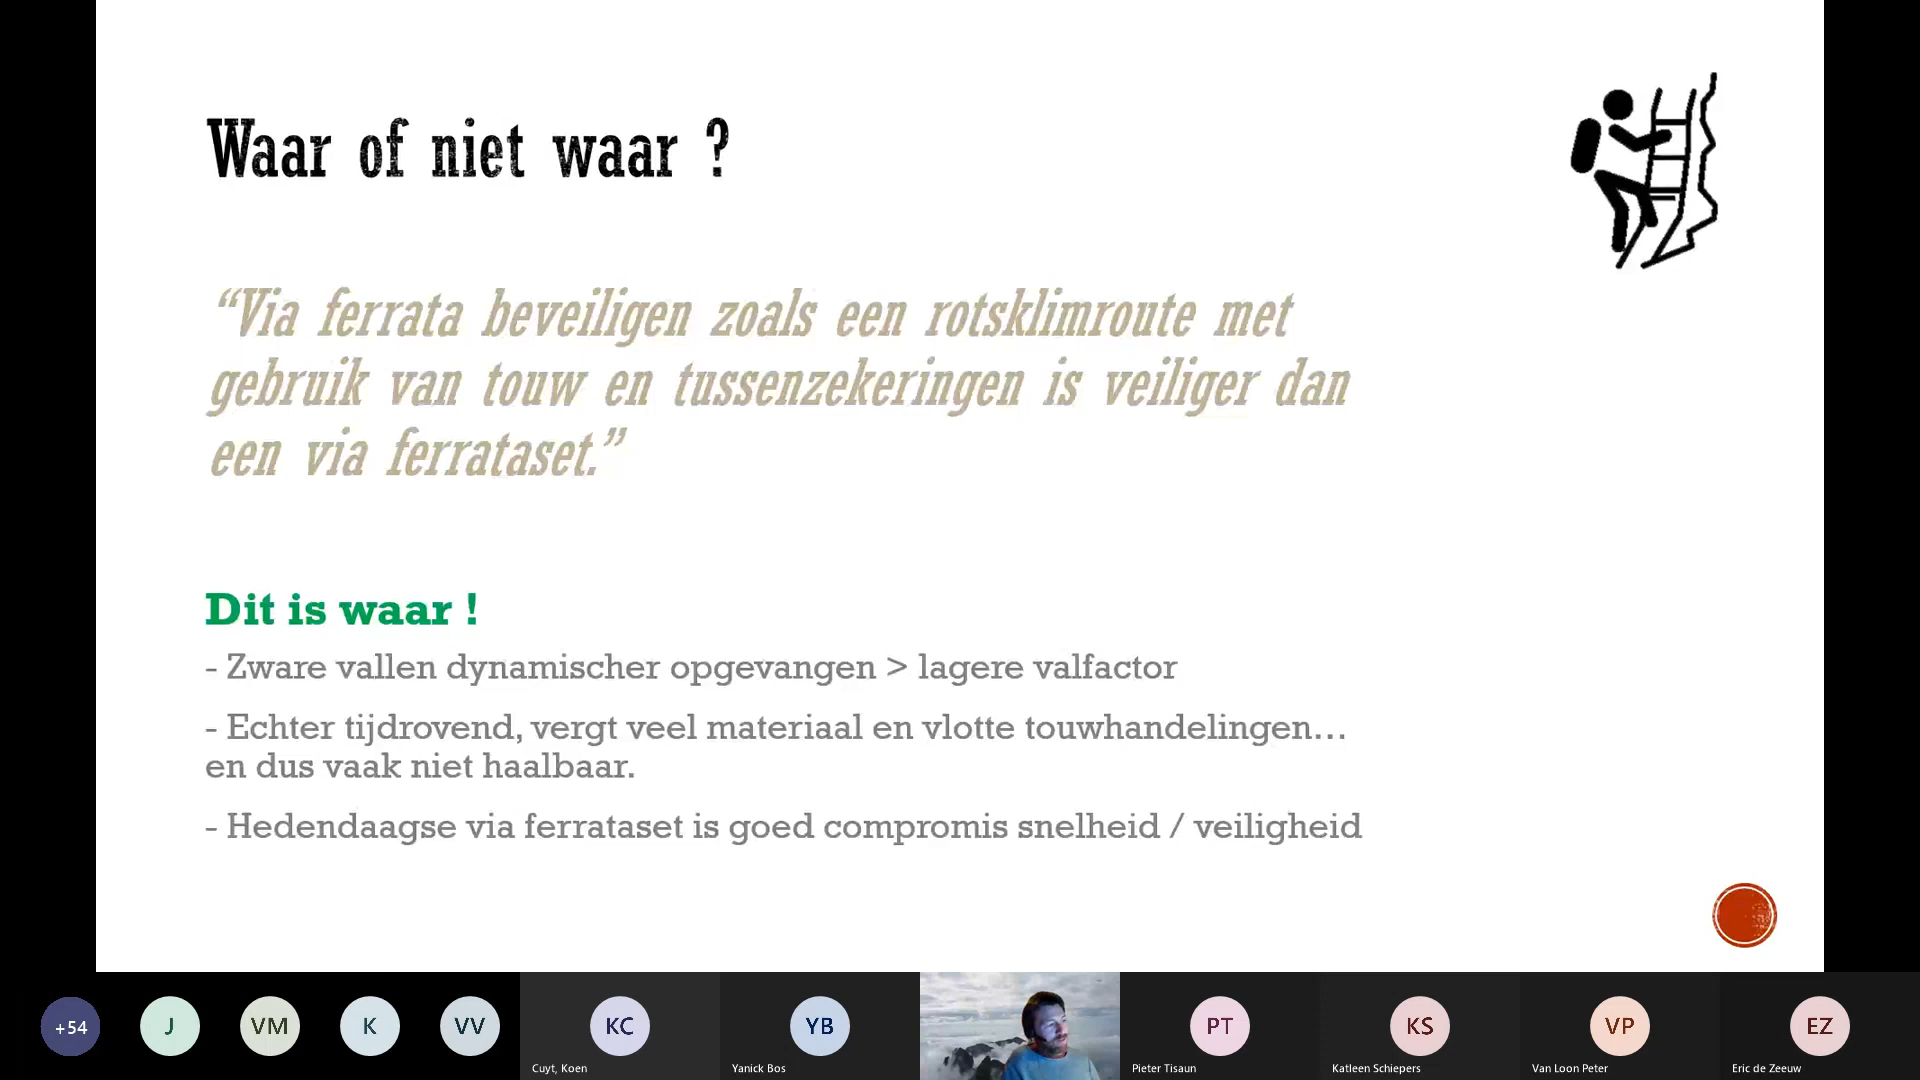 Waar of niet waar ?
“Via ferrata beveiligen zoals een rotsklimroute met
gebruik van touw en tussenzekeringen is veiliger dan
een via ferrataset.”
Dit is waar !
- Zware vallen dynamischer opgevangen > lagere valfactor
- Echter tijdrovend, vergt veel materiaal en vlotte touwhandelingen...
en dus vaak niet haalbaar.
- Hedendaagse via ferrataset is goed compromis snelheid / veiligheid
+54
J
VM
K
VV
KC
YB
PT
KS
VP
EZ
Cuyt, Koen
Yanick Bos
Pieter Tisaun
Katleen Schiepers
Van Loon Peter
Eric de Zeeuw